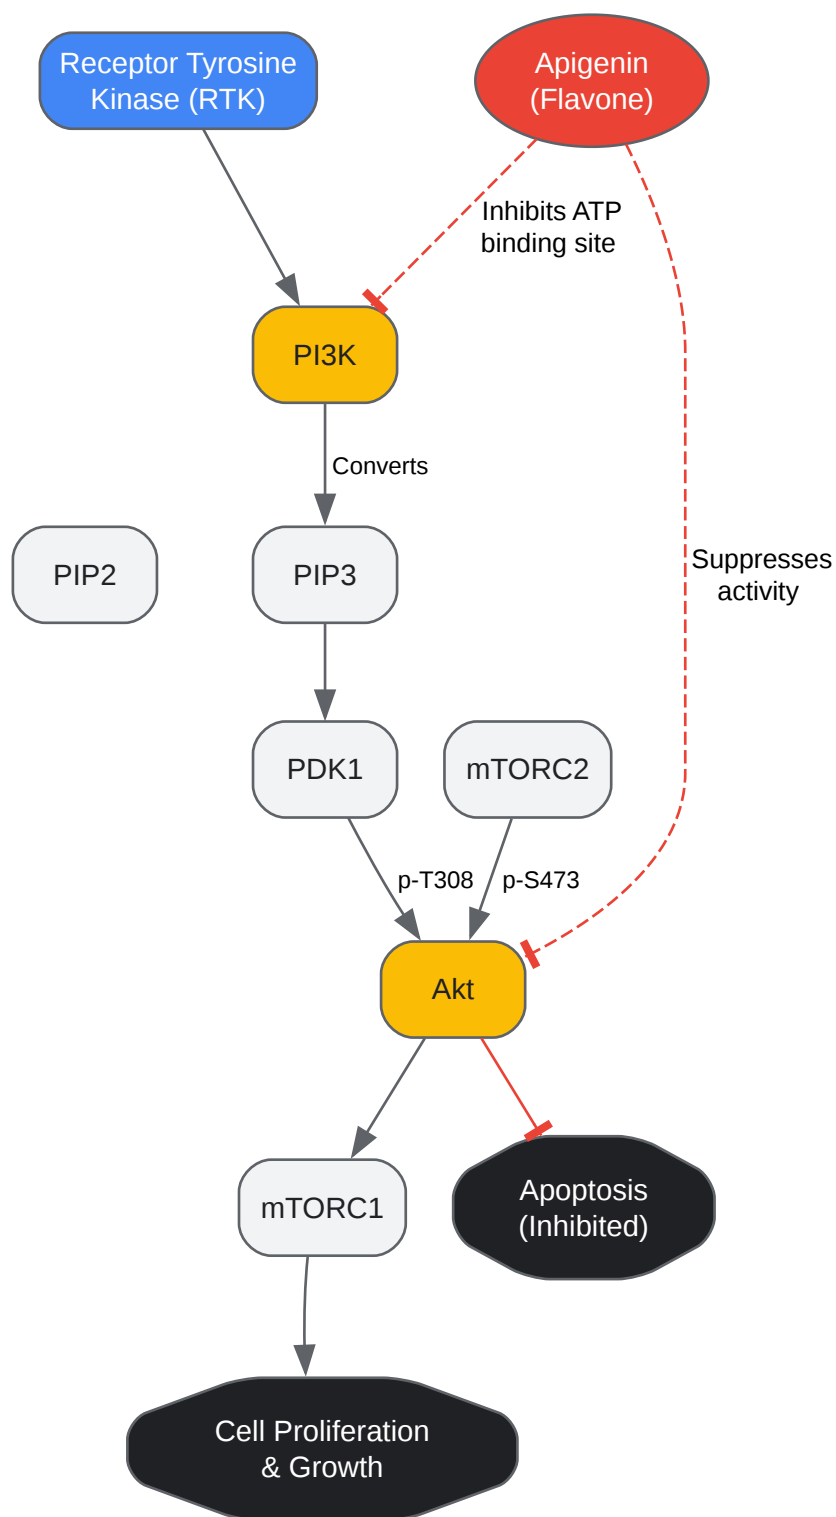 Receptor Tyrosine
Kinase (RTK)
Apigenin
(Flavone)
Inhibits ATP
binding site
PI3K
Converts
PIP2
PIP3
Suppresses
activity
PDK1
mTORC2
p-T308
p-S473
Akt
mTORC1
Apoptosis
(Inhibited)
Cell Proliferation
& Growth